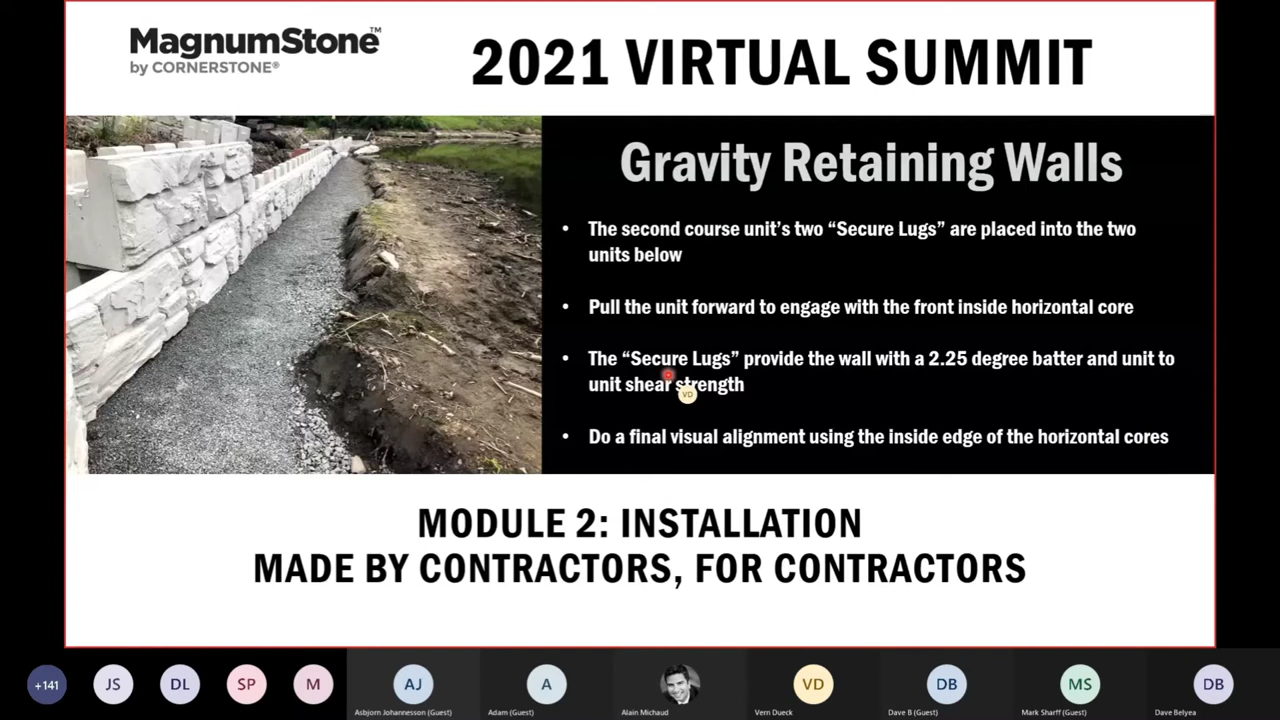 MagnumStone™
by CORNERSTONE®
2021 VIRTUAL SUMMIT
Gravity Retaining Walls
• The second course unit's two “Secure Lugs” are placed into the two
units below
• Pull the unit forward to engage with the front inside horizontal core
• The “Secure Lugs” provide the wall with a 2.25 degree batter and unit to
unit shear strength
VD
• Do a final visual alignment using the inside edge of the horizontal cores
MODULE 2: INSTALLATION
MADE BY CONTRACTORS, FOR CONTRACTORS
+141
JS
DL
SP
M
AJ
A
VD
DB
MS
DB
Asbjorn Johannesson (Guest)
Adam (Guest)
Alain Michaud
Vern Dueck
Dave B (Guest)
Mark Sharff (Guest)
Dave Belyea